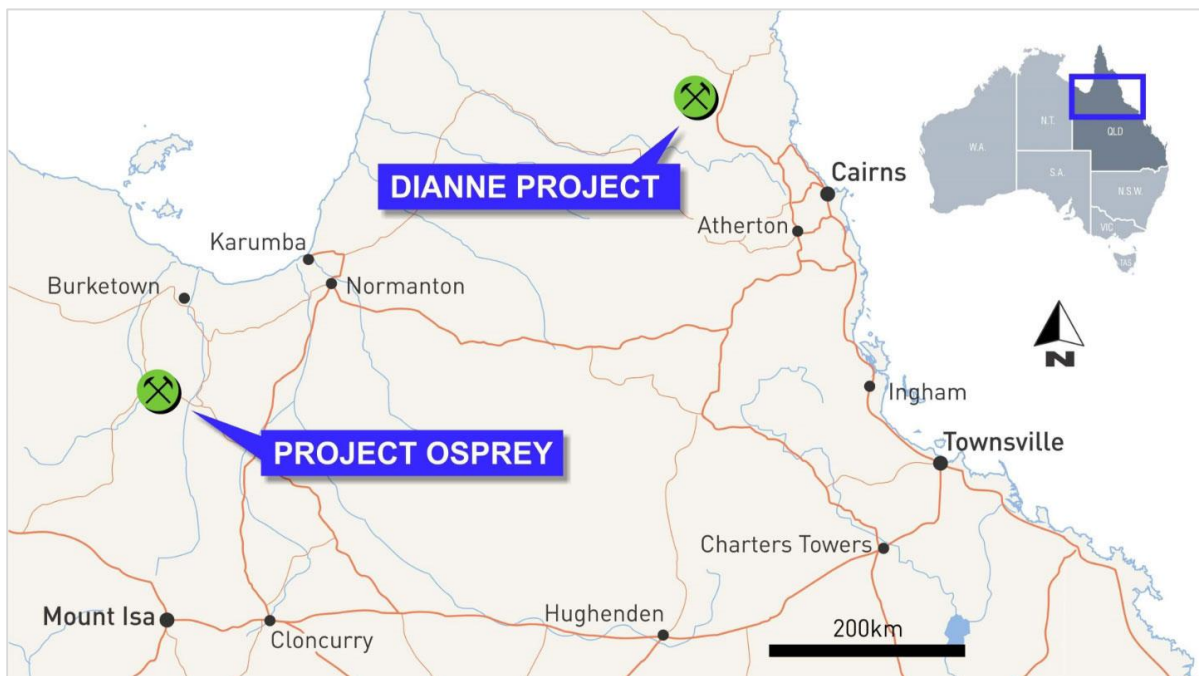 DIANNE PROJECT
Cairns
Atherton
Karumba
Burketown
Normanton
Ingham
PROJECT OSPREY
Townsville
Charters Towers
Mount Isa
Cloncurry
Hughenden
200km
W.A.
N.T.
QLD
S.A.
N.S.W.
VIC
TAS
N